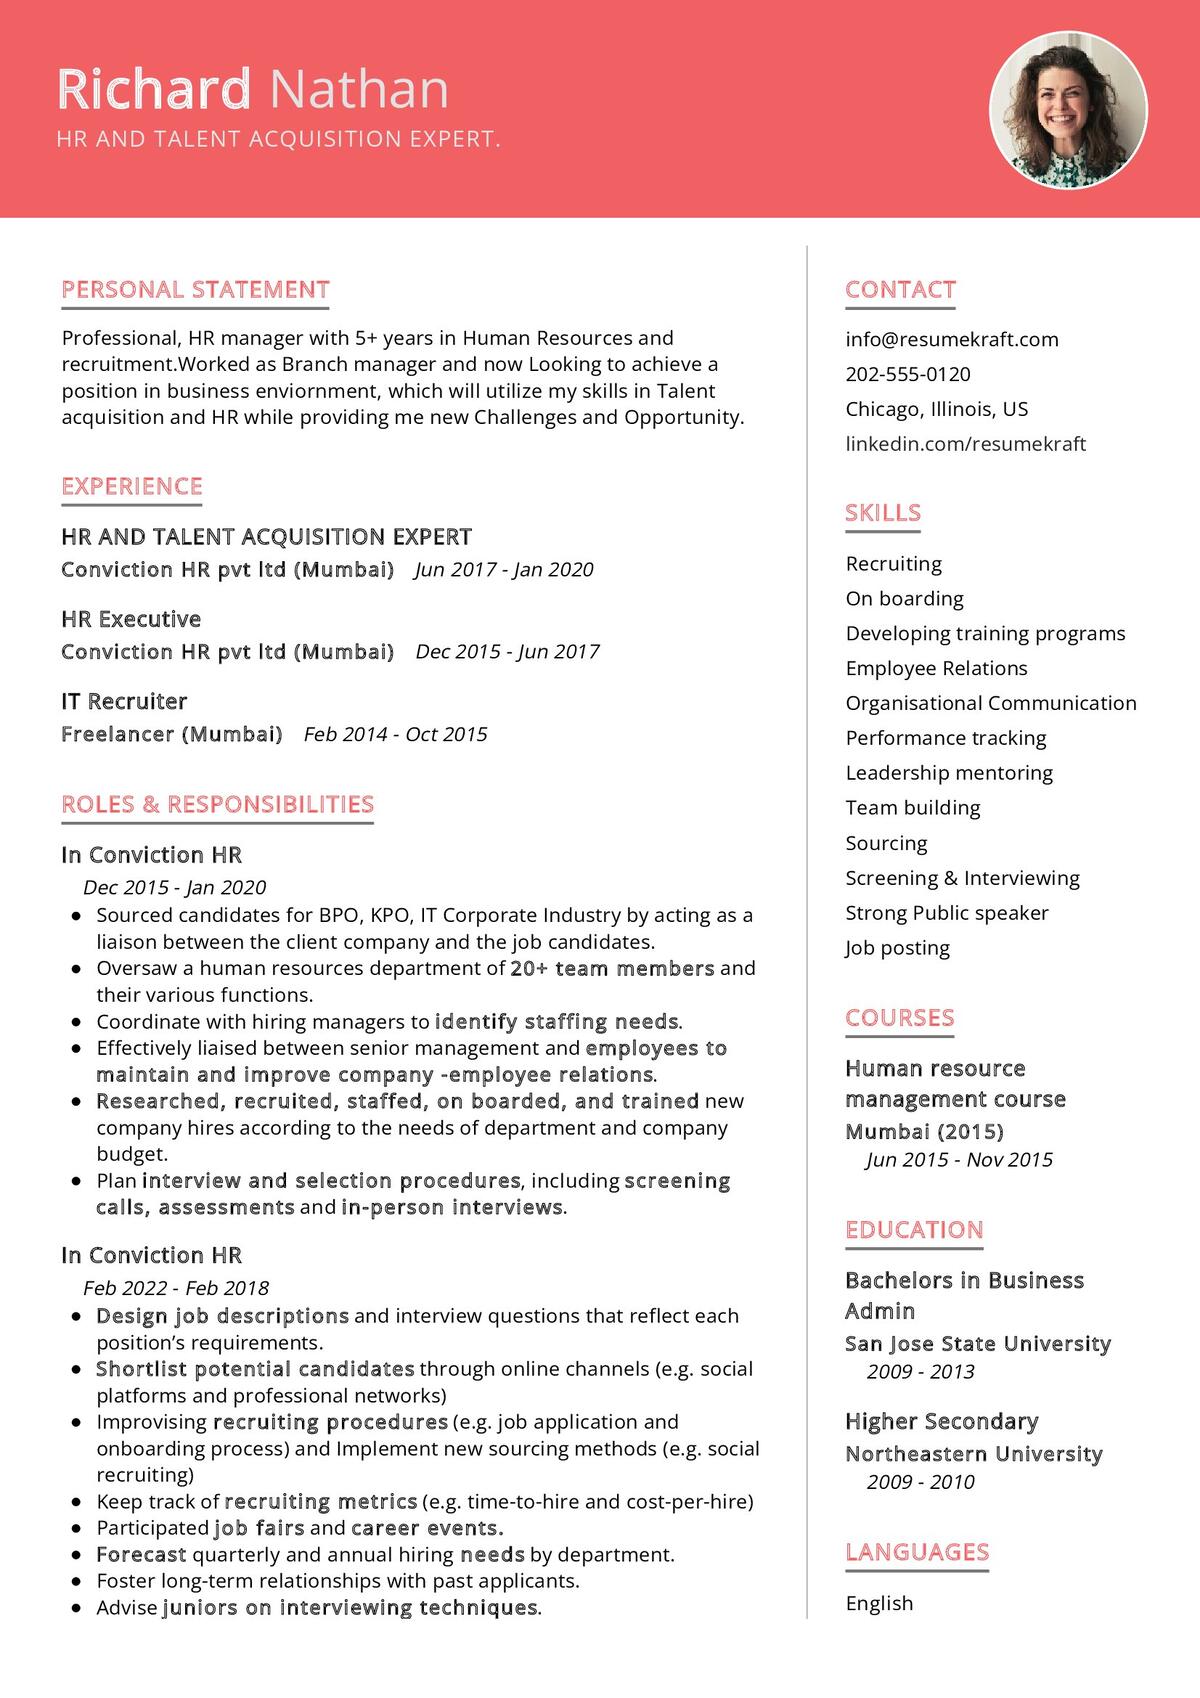 Richard Nathan
HR AND TALENT ACQUISITION EXPERT.
PERSONAL STATEMENT
Professional, HR manager with 5+ years in Human Resources and
recruitment.Worked as Branch manager and now Looking to achieve a
position in business enviornment, which will utilize my skills in Talent
acquisition and HR while providing me new Challenges and Opportunity.
EXPERIENCE
HR AND TALENT ACQUISITION EXPERT
Conviction HR pvt ltd (Mumbai) Jun 2017 - Jan 2020
HR Executive
Conviction HR pvt ltd (Mumbai) Dec 2015 - Jun 2017
IT Recruiter
Freelancer (Mumbai) Feb 2014 - Oct 2015
ROLES & RESPONSIBILITIES
In Conviction HR
Dec 2015 - Jan 2020
● Sourced candidates for BPO, KPO, IT Corporate Industry by acting as a
liaison between the client company and the job candidates.
● Oversaw a human resources department of 20+ team members and
their various functions.
● Coordinate with hiring managers to identify staffing needs.
● Effectively liaised between senior management and employees to
maintain and improve company -employee relations.
● Researched, recruited, staffed, on boarded, and trained new
company hires according to the needs of department and company
budget.
● Plan interview and selection procedures, including screening
calls, assessments and in-person interviews.
In Conviction HR
Feb 2022 - Feb 2018
● Design job descriptions and interview questions that reflect each
position’s requirements.
● Shortlist potential candidates through online channels (e.g. social
platforms and professional networks)
● Improvising recruiting procedures (e.g. job application and
onboarding process) and Implement new sourcing methods (e.g. social
recruiting)
● Keep track of recruiting metrics (e.g. time-to-hire and cost-per-hire)
● Participated job fairs and career events.
● Forecast quarterly and annual hiring needs by department.
● Foster long-term relationships with past applicants.
● Advise juniors on interviewing techniques.
CONTACT
info@resumekraft.com
202-555-0120
Chicago, Illinois, US
linkedin.com/resumekraft
SKILLS
Recruiting
On boarding
Developing training programs
Employee Relations
Organisational Communication
Performance tracking
Leadership mentoring
Team building
Sourcing
Screening & Interviewing
Strong Public speaker
Job posting
COURSES
Human resource
management course
Mumbai (2015)
Jun 2015 - Nov 2015
EDUCATION
Bachelors in Business
Admin
San Jose State University
2009 - 2013
Higher Secondary
Northeastern University
2009 - 2010
LANGUAGES
English